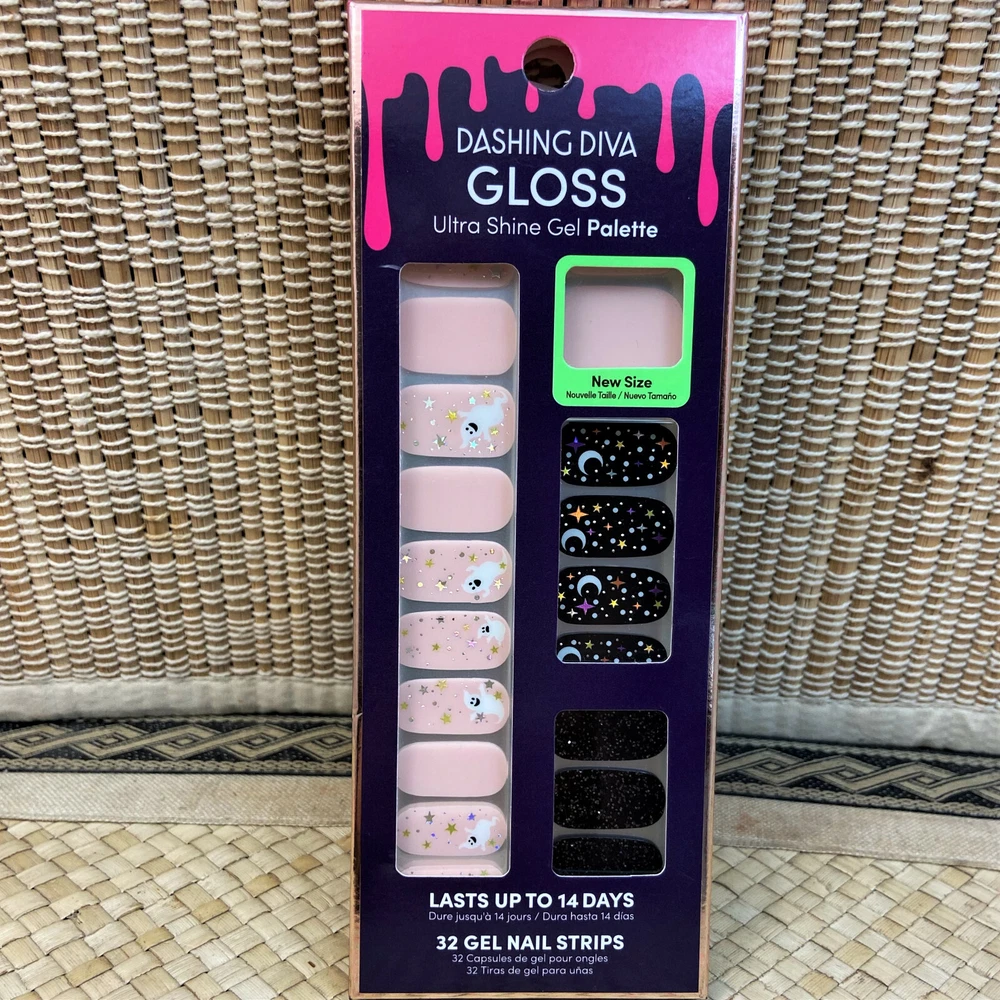 DASHING DIVA
GLOSS
Ultra Shine Gel Palette
New Size
Nouvelle Taille / Nuevo Tamaño
LASTS UP TO 14 DAYS
Dure jusqu'à 14 jours / Dura hasta 14 días
32 GEL NAIL STRIPS
32 Capsules de gel pour ongles
32 Tiras de gel para uñas